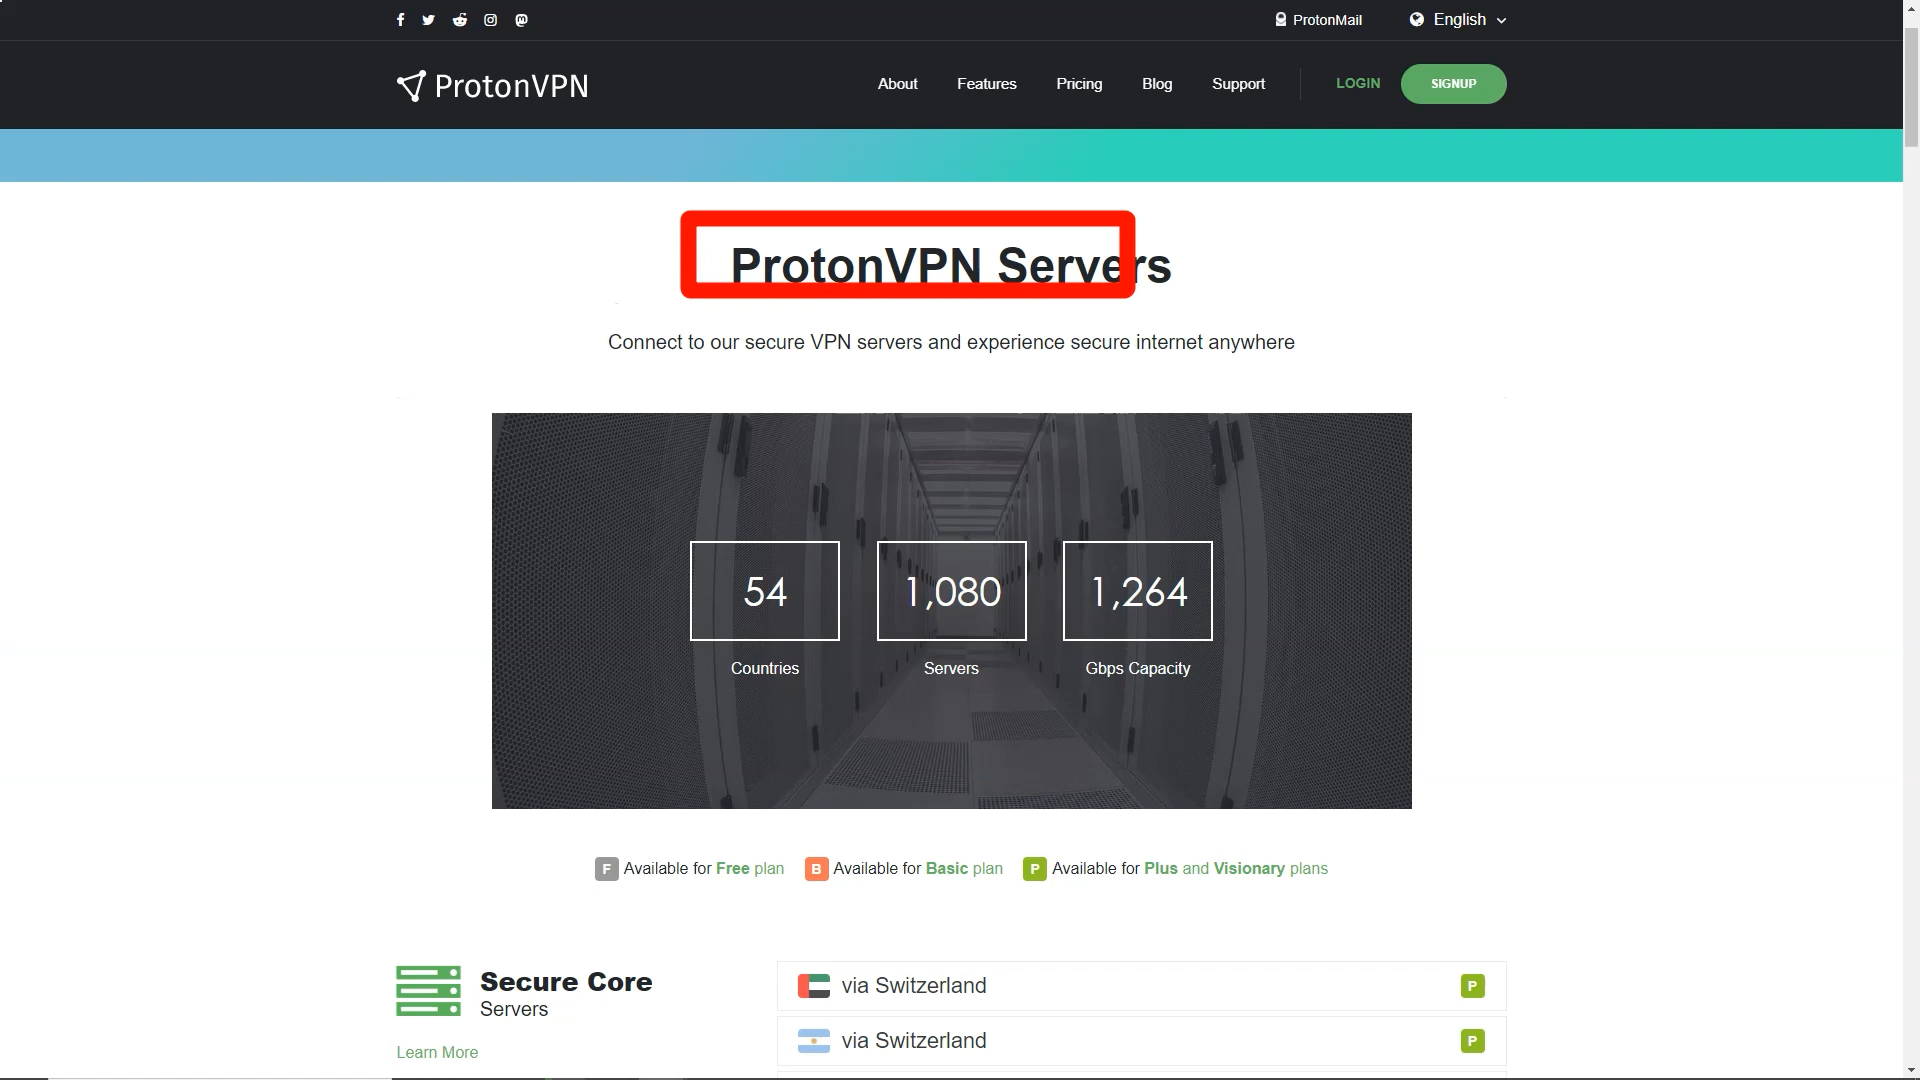 ProtonMail
English
ProtonVPN
About
Features
Pricing
Blog
Support
LOGIN
SIGNUP
ProtonVPN Servers
Connect to our secure VPN servers and experience secure internet anywhere
54
1,080
1,264
Countries
Servers
Gbps Capacity
F Available for Free plan
B Available for Basic plan
P Available for Plus and Visionary plans
Secure Core
Servers
Learn More
via Switzerland
P
via Switzerland
P